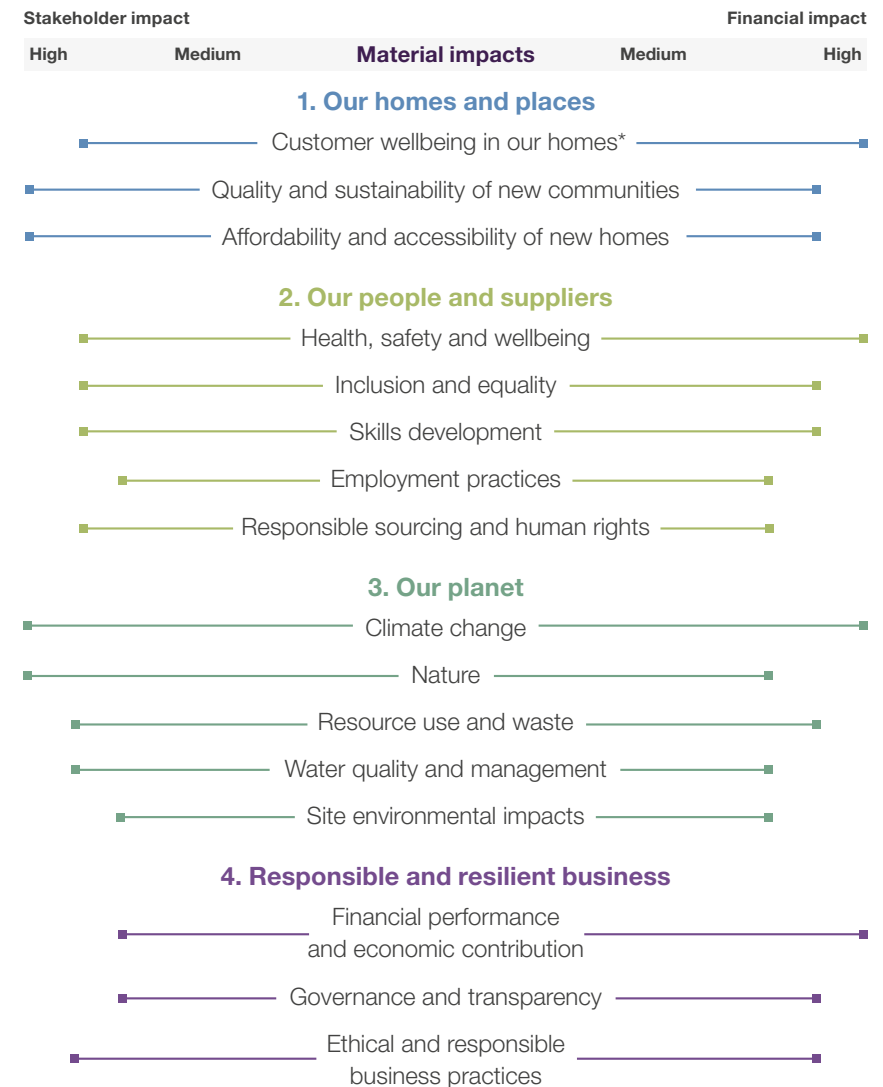 Stakeholder impact Financial impact
High Medium Material impacts Medium High
1. Our homes and places
Customer wellbeing in our homes*
Quality and sustainability of new communities
Affordability and accessibility of new homes
2. Our people and suppliers
Health, safety and wellbeing
Inclusion and equality
Skills development
Employment practices
Responsible sourcing and human rights
3. Our planet
Climate change
Nature
Resource use and waste
Water quality and management
Site environmental impacts
4. Responsible and resilient business
Financial performance
and economic contribution
Governance and transparency
Ethical and responsible
business practices